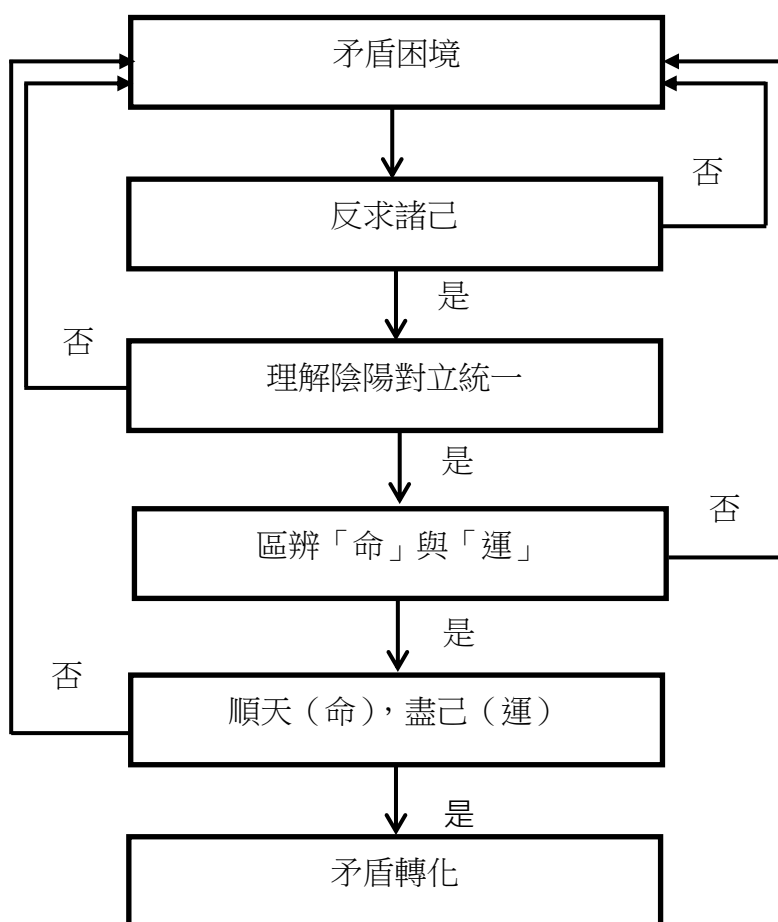 矛盾困境
否
反求諸己
是
否
理解陰陽對立統一
是
否
區辨「命」與「運」
是
否
順天（命），盡己（運）
是
矛盾轉化